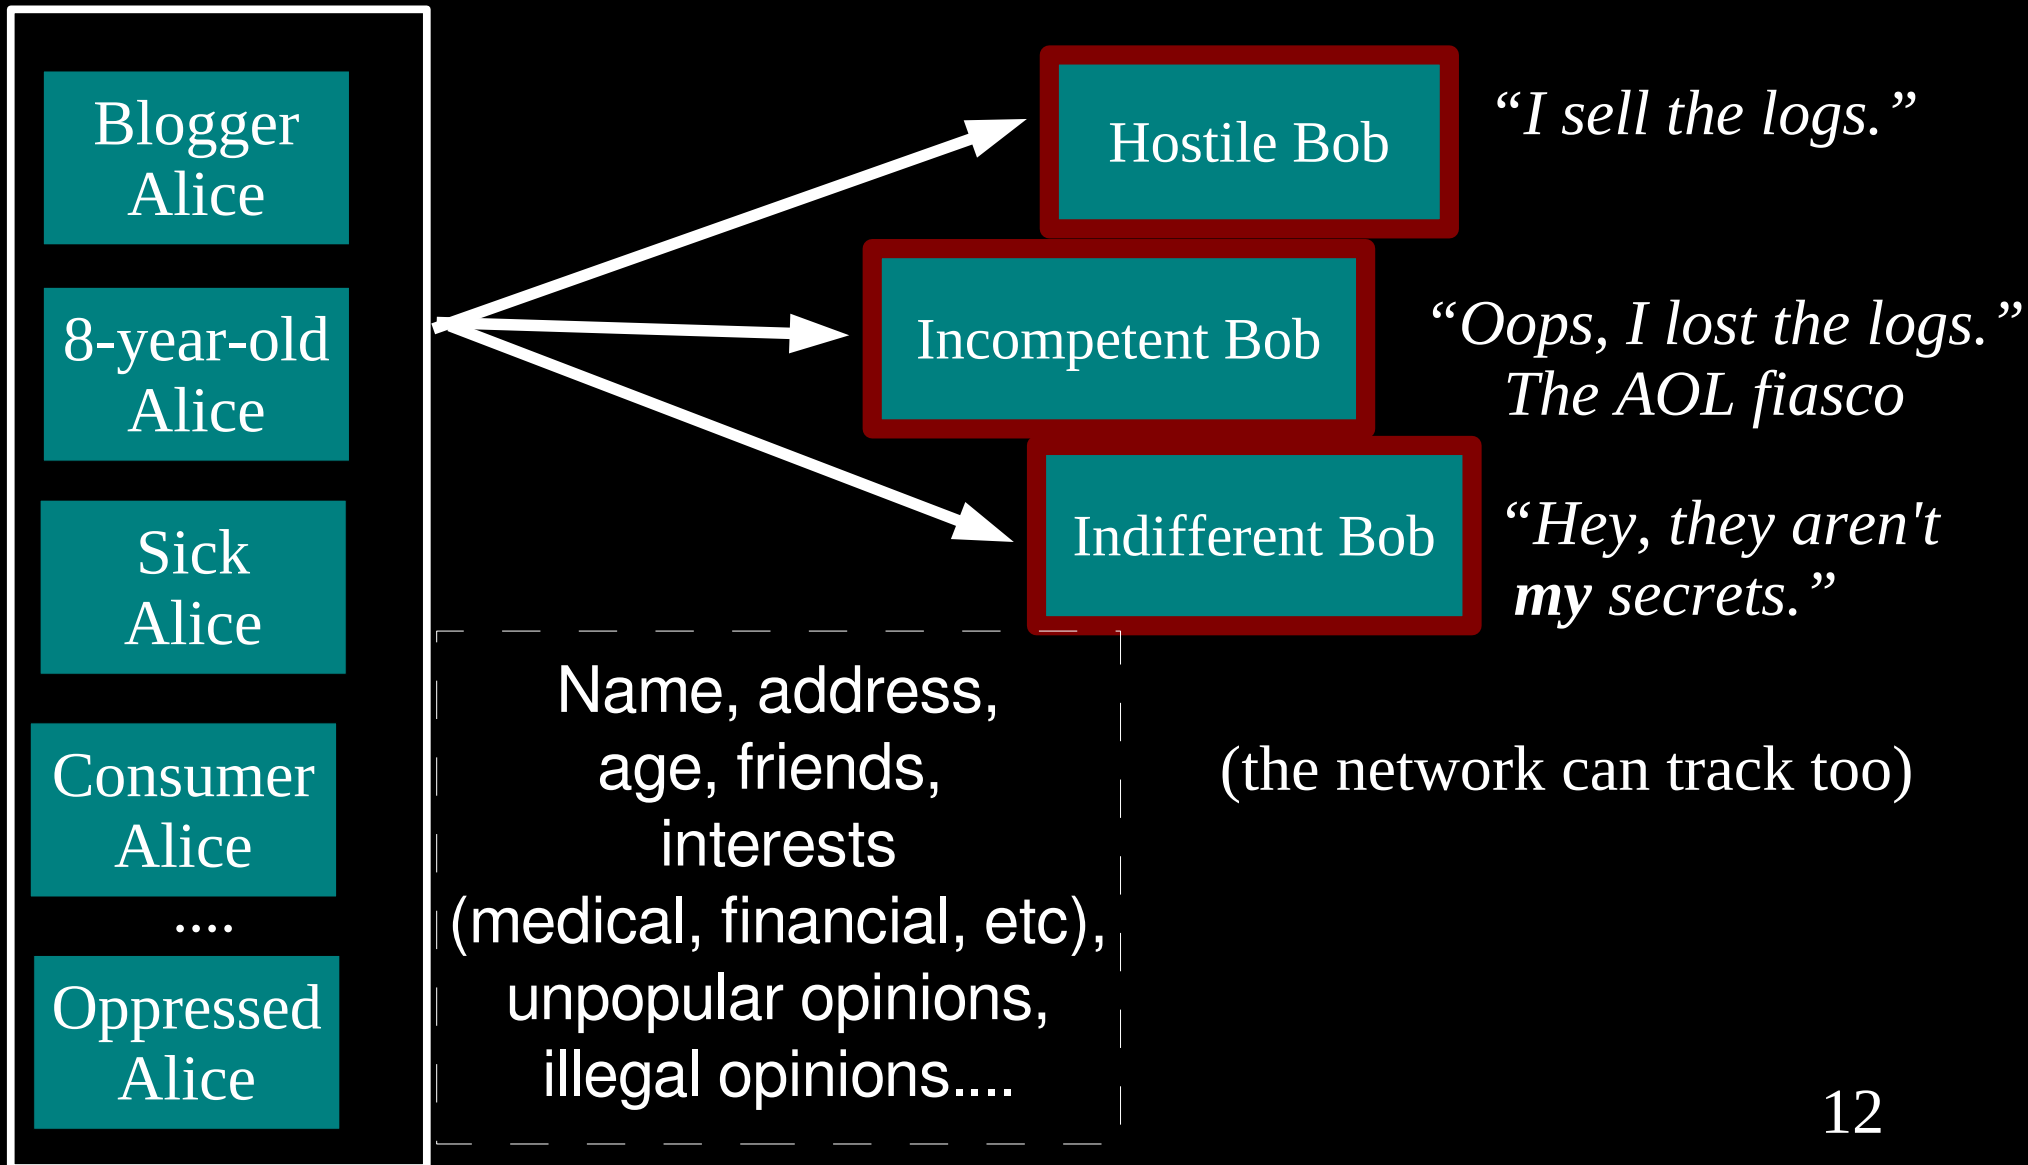 Blogger
Alice
8-year-old
Alice
Sick
Alice
Consumer
Alice
....
Oppressed
Alice
Hostile Bob
“I sell the logs.”
Incompetent Bob
“Oops, I lost the logs.”
The AOL fiasco
Indifferent Bob
“Hey, they aren't
my secrets.”
Name, address,
age, friends,
interests
(medical, financial, etc),
unpopular opinions,
illegal opinions....
(the network can track too)
12